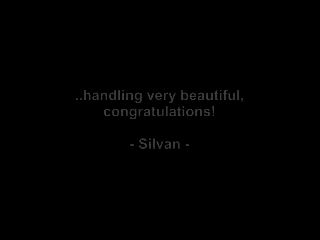 ..handling very beautiful,
congratulations!
- Silvan -